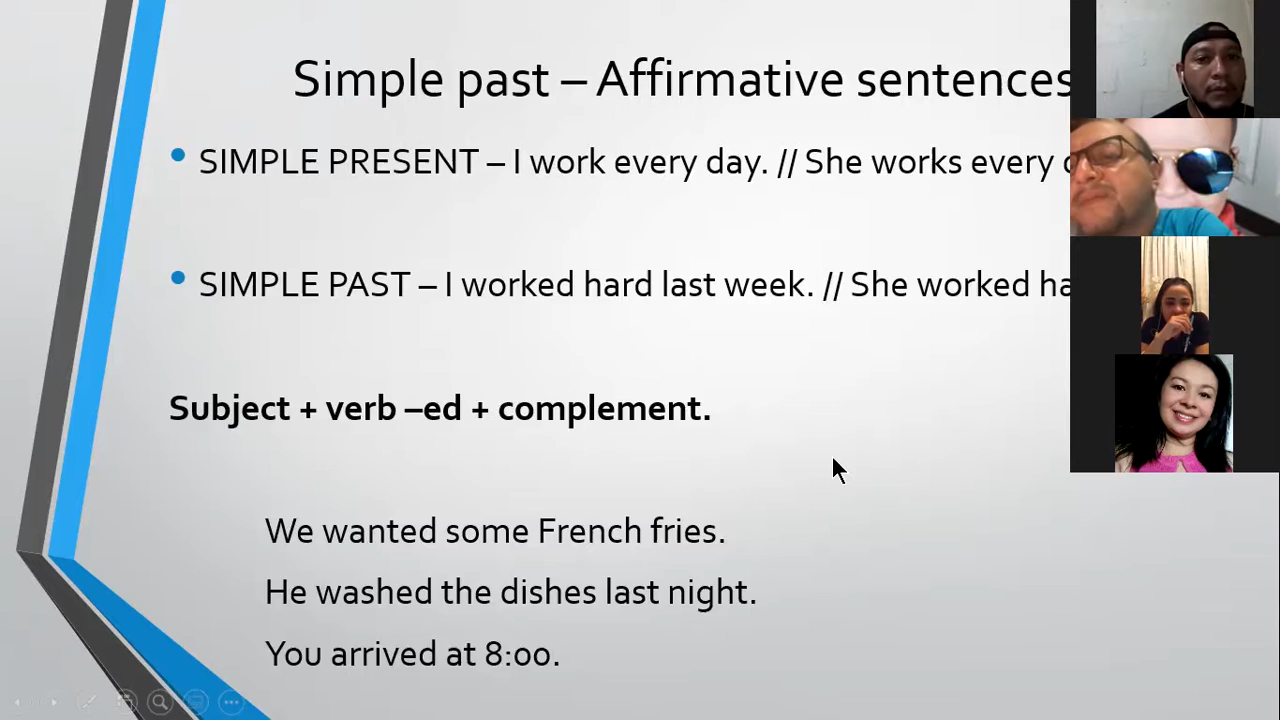 Simple past – Affirmative sentences
SIMPLE PRESENT – I work every day. // She works every
SIMPLE PAST – I worked hard last week. // She worked
Subject + verb –ed + complement.
We wanted some French fries.
He washed the dishes last night.
You arrived at 8:00.